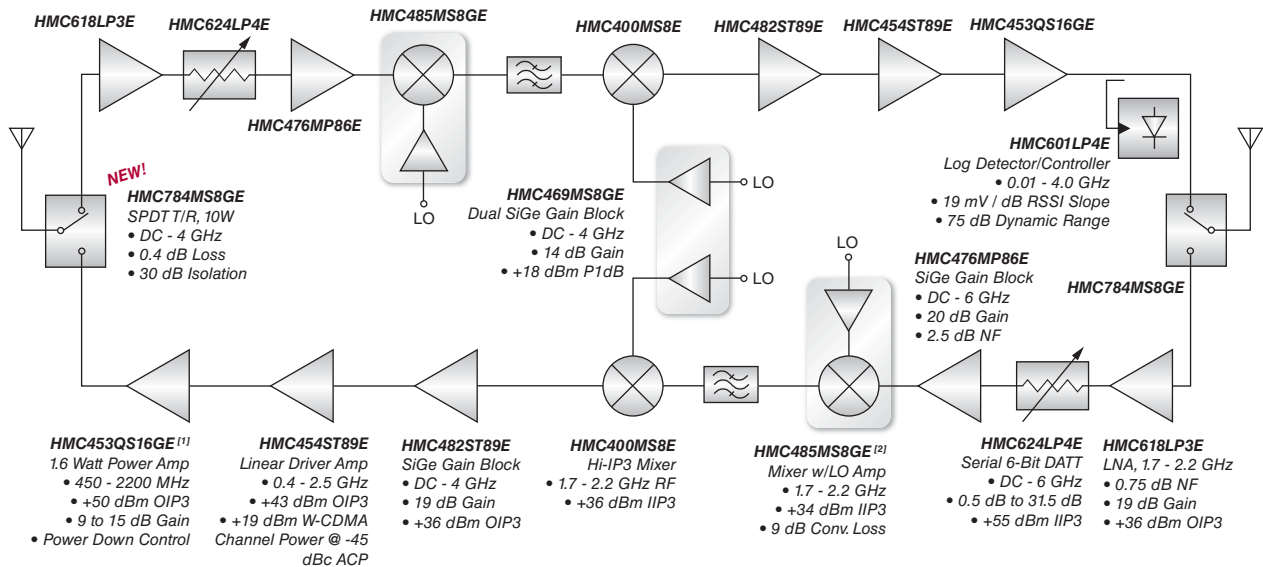 HMC618LP3E
HMC624LP4E
HMC485MS8GE
HMC400MS8E
HMC482ST89E
HMC454ST89E
HMC453QS16GE
HMC476MP86E
LO
NEW!
HMC784MS8GE
SPDT T/R, 10W
• DC - 4 GHz
• 0.4 dB Loss
• 30 dB Isolation
HMC469MS8GE
Dual SiGe Gain Block
• DC - 4 GHz
• 14 dB Gain
• +18 dBm P1dB
LO
LO
HMC601LP4E
Log Detector/Controller
• 0.01 - 4.0 GHz
• 19 mV / dB RSSI Slope
• 75 dB Dynamic Range
LO
HMC476MP86E
SiGe Gain Block
• DC - 6 GHz
• 20 dB Gain
• 2.5 dB NF
HMC784MS8GE
HMC453QS16GE [1]
1.6 Watt Power Amp
• 450 - 2200 MHz
• +50 dBm OIP3
• 9 to 15 dB Gain
• Power Down Control
HMC454ST89E
Linear Driver Amp
• 0.4 - 2.5 GHz
• +43 dBm OIP3
• +19 dBm W-CDMA
Channel Power @ -45
dBc ACP
HMC482ST89E
SiGe Gain Block
• DC - 4 GHz
• 19 dB Gain
• +36 dBm OIP3
HMC400MS8E
Hi-IP3 Mixer
• 1.7 - 2.2 GHz RF
• +36 dBm IIP3
HMC485MS8GE [2]
Mixer w/LO Amp
• 1.7 - 2.2 GHz
• +34 dBm IIP3
• 9 dB Conv. Loss
HMC624LP4E
Serial 6-Bit DATT
• DC - 6 GHz
• 0.5 dB to 31.5 dB
• +55 dBm IIP3
HMC618LP3E
LNA, 1.7 - 2.2 GHz
• 0.75 dB NF
• 19 dB Gain
• +36 dBm OIP3